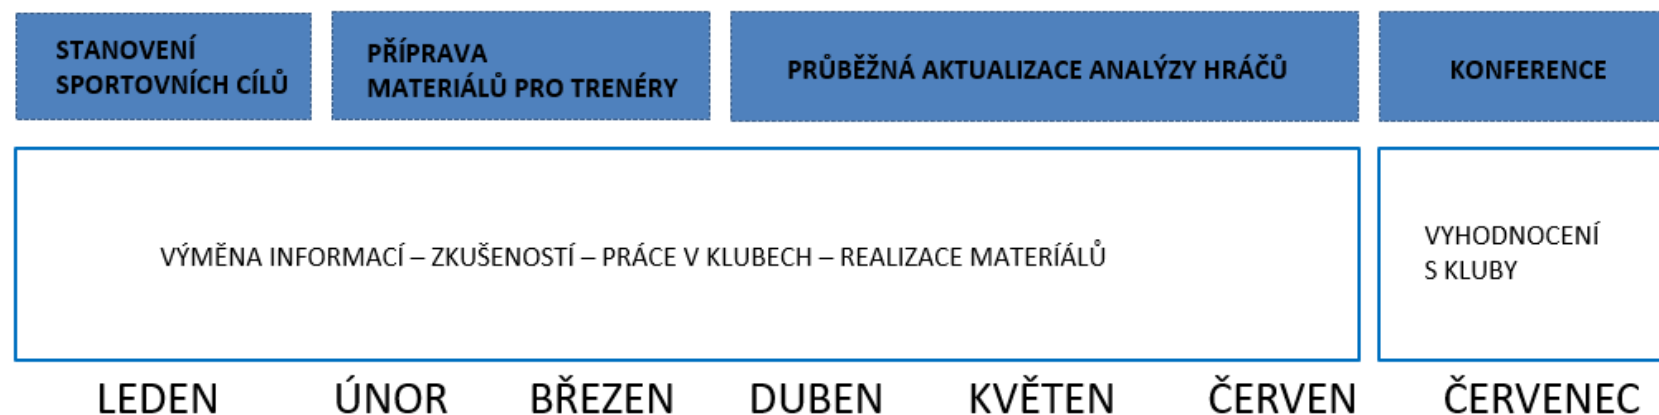 STANOVENÍ
SPORTOVNÍCH CÍLŮ
PŘÍPRAVA
MATERIÁLŮ PRO TRENÉRY
PRŮBĚŽNÁ AKTUALIZACE ANALÝZY HRÁČŮ
KONFERENCE
VÝMĚNA INFORMACÍ – ZKUŠENOSTÍ – PRÁCE V KLUBECH – REALIZACE MATERÍÁLŮ
VYHODNOCENÍ
S KLUBY
LEDEN ÚNOR BŘEZEN DUBEN KVĚTEN ČERVEN ČERVENEC